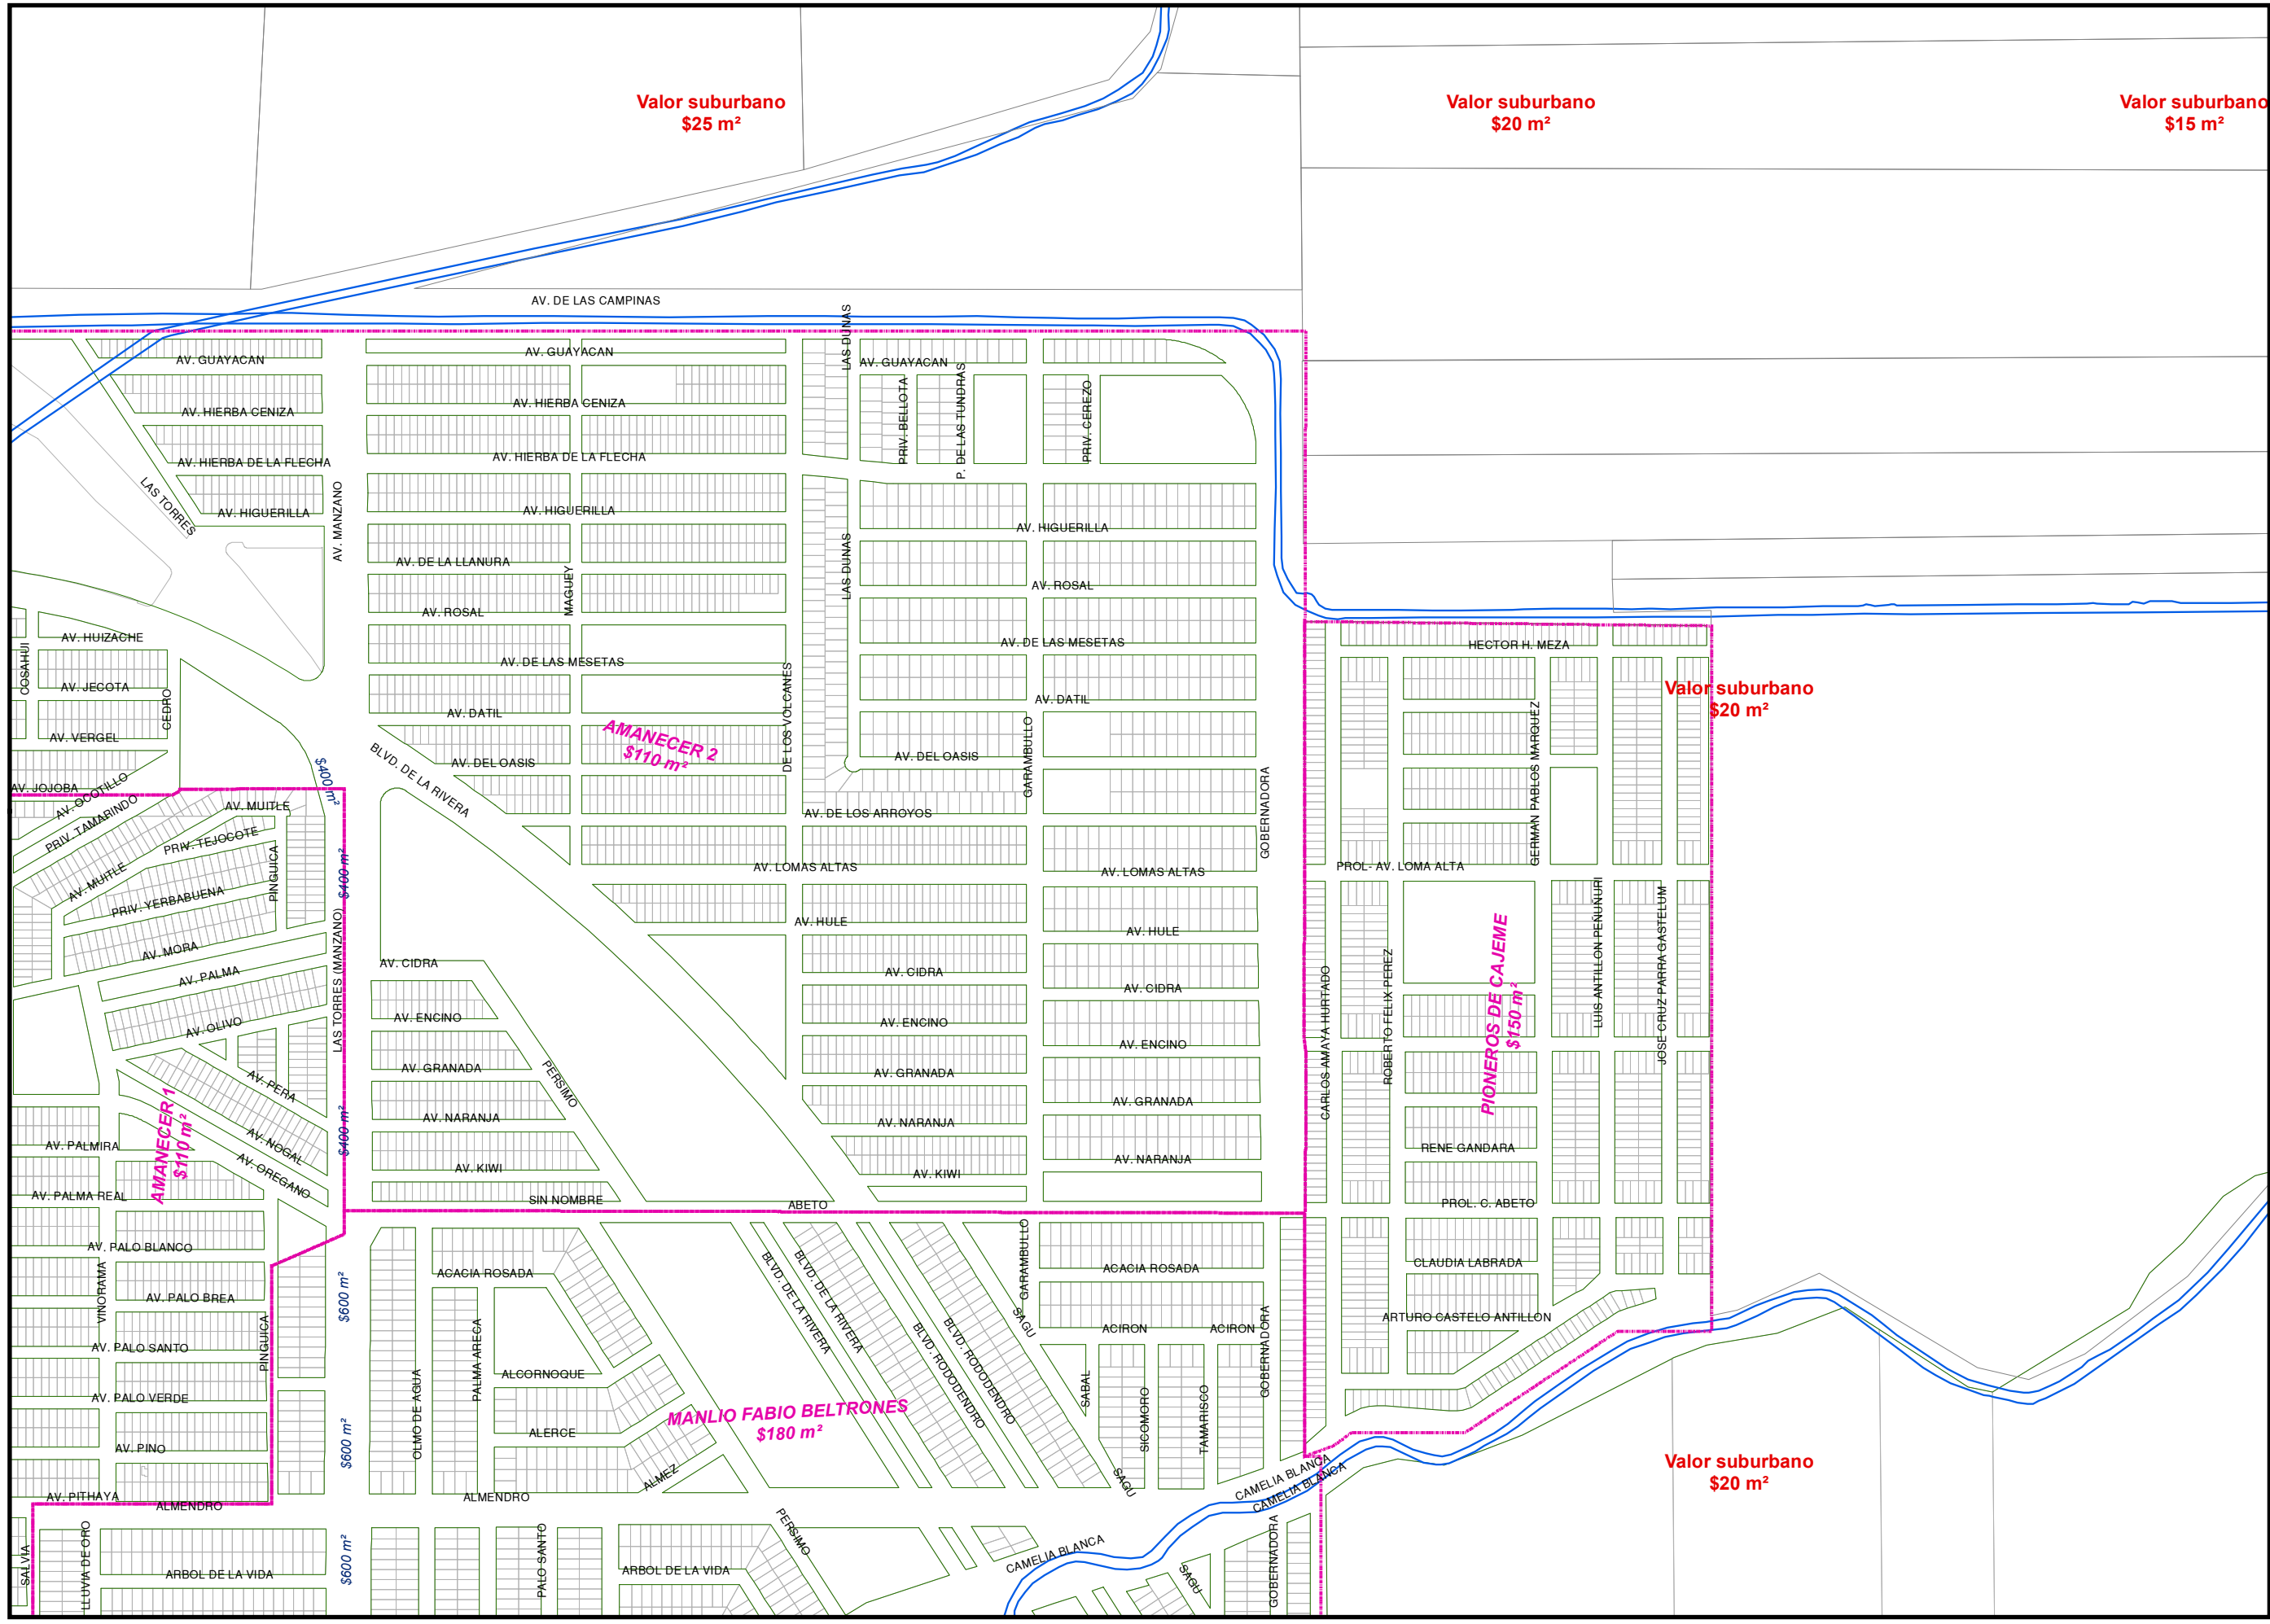 Valor suburbano
$25 m²
Valor suburbano
$20 m²
Valor suburbano
$15 m²
AV. DE LAS CAMPINAS
LAS DUNAS
AV. GUAYACAN
AV. GUAYACAN
AV. GUAYACAN
AV. HIERBA CENIZA
AV. HIERBA CENIZA
PRIV. BELLOTA
P. DE LAS TUNDRAS
PRIV. CEREZO
AV. HIERBA DE LA FLECHA
AV. HIERBA DE LA FLECHA
LAS TORRES
AV. HIGUERILLA
AV. MANZANO
AV. HIGUERILLA
AV. HIGUERILLA
AV. DE LA LLANURA
MAGUEY
LAS DUNAS
AV. ROSAL
AV. ROSAL
AV. HUIZACHE
COSAHUI
AV. DE LAS MESETAS
AV. DE LAS MESETAS
HECTOR H. MEZA
AV. JECOTA
CEDRO
AV. DATIL
AV. DATIL
DE LOS VOLCANES
Valor suburbano
$20 m²
AV. VERGEL
AMANECER 2
$110 m²
BLVD. DE LA RIVERA
AV. DEL OASIS
AV. DEL OASIS
GARAMBULLO
GERMAN PABLOS MARQUEZ
$400 m²
AV. JOJOBA
AV. OCOTILLO
PRIV. TAMARINDO
AV. MUITLE
AV. DE LOS ARROYOS
GOBERNADORA
PRIV. TEJOCOTE
PINGUICA
$400 m²
AV. MUITLE
AV. LOMAS ALTAS
AV. LOMAS ALTAS
PROL- AV. LOMA ALTA
PRIV. YERBABUENA
AV. HULE
AV. HULE
LUIS ANTILLON PEÑUÑURI
JOSE CRUZ PARRA GASTELUM
AV. MORA
LAS TORRES (MANZANO)
AV. CIDRA
AV. CIDRA
AV. CIDRA
AV. PALMA
PIONEROS DE CAJEME
$150 m²
CARLOS AMAYA HURTADO
ROBERTO FELIX PEREZ
AV. OLIVO
AV. ENCINO
AV. ENCINO
AV. ENCINO
AV. GRANADA
AV. GRANADA
AV. GRANADA
PERSIMO
AV. PERA
AMANECER 1
$110 m²
$400 m²
AV. NARANJA
AV. NARANJA
AV. NARANJA
AV. PALMIRA
AV. NOGAL
AV. OREGANO
RENE GANDARA
AV. KIWI
AV. KIWI
AV. PALMA REAL
SIN NOMBRE
ABETO
PROL. C. ABETO
AV. PALO BLANCO
GARAMBULLO
BLVD. DE LA RIVERA
BLVD. DE LA RIVERA
ACACIA ROSADA
ACACIA ROSADA
CLAUDIA LABRADA
VINORAMA
AV. PALO BREA
$600 m²
SAGU
ARTURO CASTELO ANTILLON
ACIRON
ACIRON
GOBERNADORA
PINGUICA
AV. PALO SANTO
PALMA ARECA
ALCORNOQUE
BLVD. RODODENDRO
BLVD. RODODENDRO
SABAL
AV. PALO VERDE
OLMO DE AGUA
MANLIO FABIO BELTRONES
$180 m²
SICOMORO
TAMARISCO
AV. PINO
$600 m²
ALERCE
ALMEZ
SAGU
CAMELIA BLANCA
CAMELIA BLANCA
Valor suburbano
$20 m²
AV. PITHAYA
ALMENDRO
ALMENDRO
PERSIMO
SALVIA
LLUVIA DE ORO
ARBOL DE LA VIDA
$600 m²
PALO SANTO
ARBOL DE LA VIDA
CAMELIA BLANCA
SAGU
GOBERNADORA